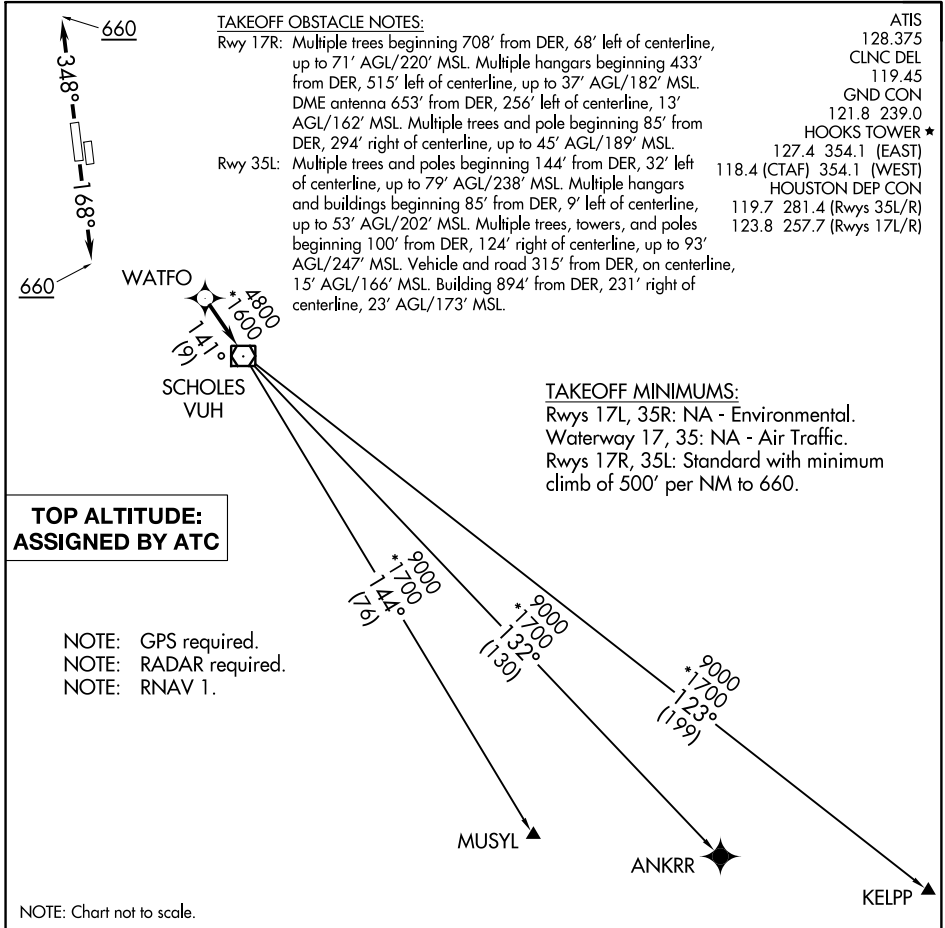 660
348°
168°
660
TAKEOFF OBSTACLE NOTES:
Rwy 17R: Multiple trees beginning 708' from DER, 68' left of centerline,
up to 71' AGL/220' MSL. Multiple hangars beginning 433'
from DER, 515' left of centerline, up to 37' AGL/182' MSL.
DME antenna 653' from DER, 256' left of centerline, 13'
AGL/162' MSL. Multiple trees and pole beginning 85' from
DER, 294' right of centerline, up to 45' AGL/189' MSL.
Rwy 35L: Multiple trees and poles beginning 144' from DER, 32' left
of centerline, up to 79' AGL/238' MSL. Multiple hangars
and buildings beginning 85' from DER, 9' left of centerline,
up to 53' AGL/202' MSL. Multiple trees, towers, and poles
beginning 100' from DER, 124' right of centerline, up to 93'
AGL/247' MSL. Vehicle and road 315' from DER, on centerline,
15' AGL/166' MSL. Building 894' from DER, 231' right of
centerline, 23' AGL/173' MSL.
ATIS
128.375
CLNC DEL
119.45
GND CON
121.8 239.0
HOOKS TOWER ★
127.4 354.1 (EAST)
118.4 (CTAF) 354.1 (WEST)
HOUSTON DEP CON
119.7 281.4 (Rwys 35L/R)
123.8 257.7 (Rwys 17L/R)
WATFO
4800
*1600
141°
(9)
SCHOLES
VUH
TAKEOFF MINIMUMS:
Rwys 17L, 35R: NA - Environmental.
Waterway 17, 35: NA - Air Traffic.
Rwys 17R, 35L: Standard with minimum
climb of 500' per NM to 660.
TOP ALTITUDE:
ASSIGNED BY ATC
9000
*1700
144°
(76)
9000
*1700
132°
(130)
9000
*1700
123°
(199)
NOTE: GPS required.
NOTE: RADAR required.
NOTE: RNAV 1.
MUSYL
ANKRR
KELPP
NOTE: Chart not to scale.